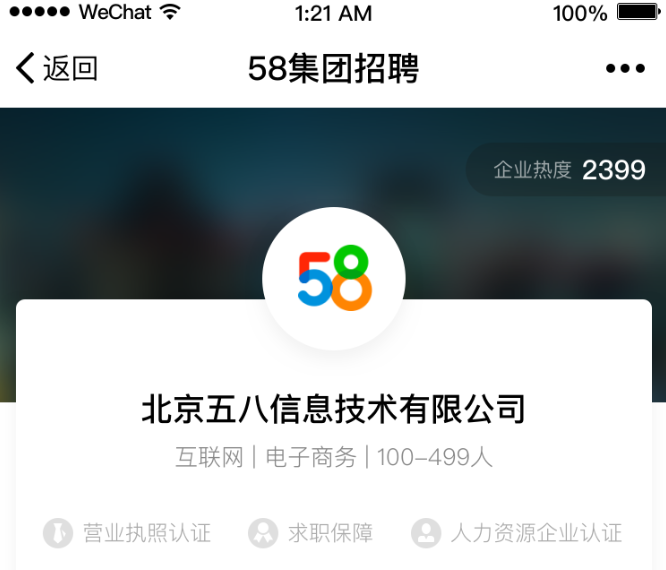 WeChat 1:21 AM 100%
返回 58集团招聘
企业热度 2399
58
北京五八信息技术有限公司
互联网 | 电子商务 | 100-499人
营业执照认证 求职保障 人力资源企业认证